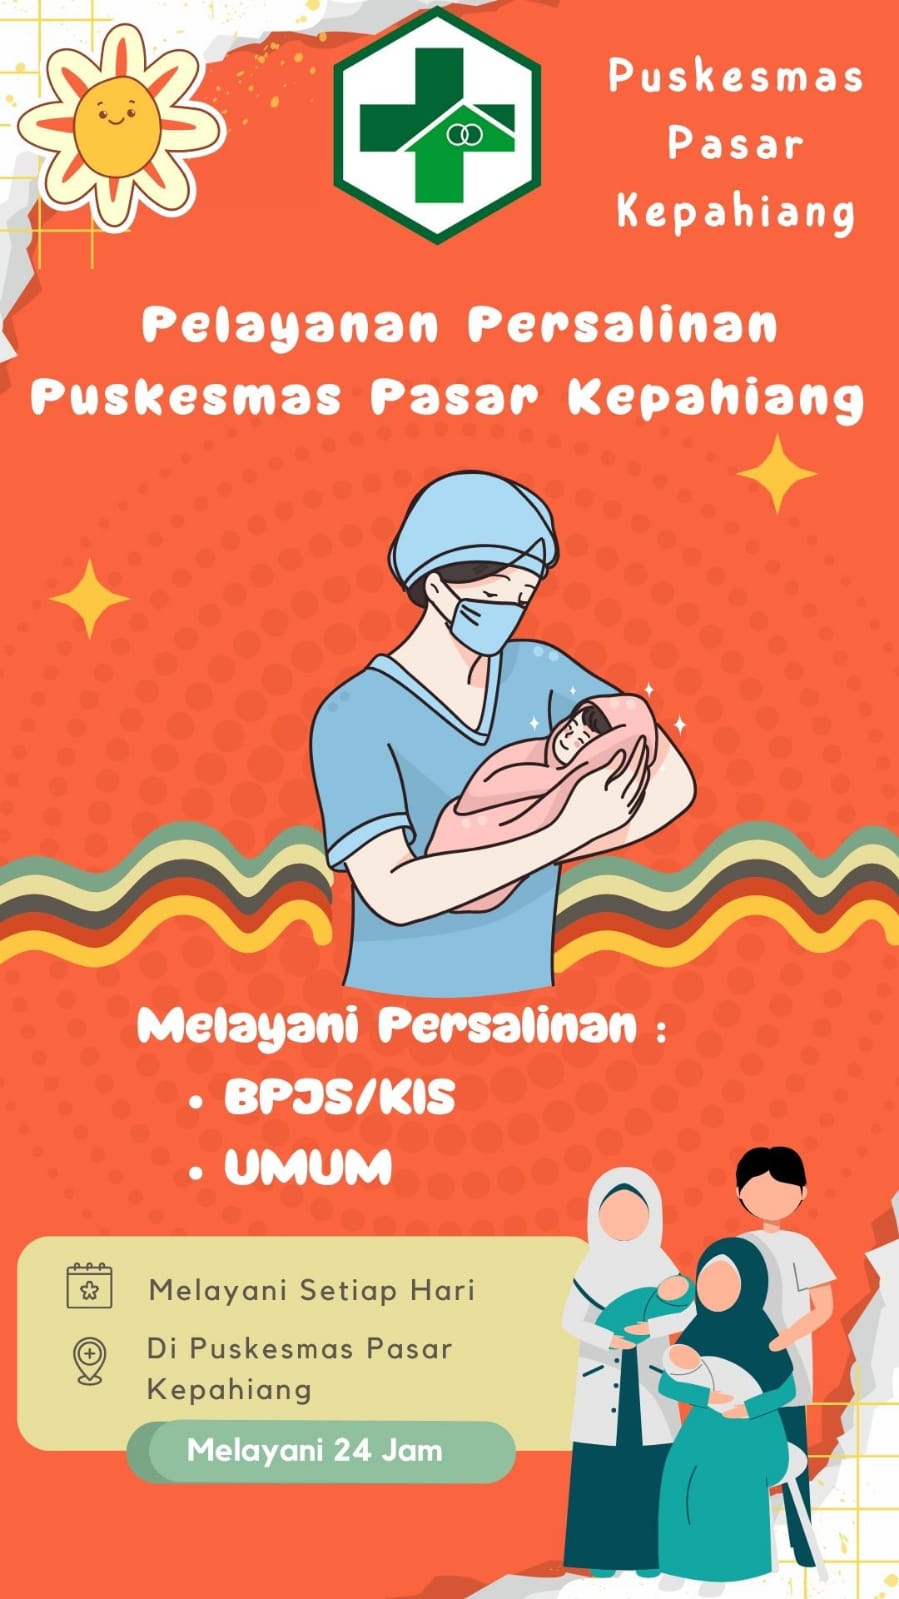 Puskesmas
Pasar
Kepahiang
Pelayanan Persalinan
Puskesmas Pasar Kepahiang
Melayani Persalinan :
• BPJS/KIS
• UMUM
Melayani Setiap Hari
Di Puskesmas Pasar
Kepahiang
Melayani 24 Jam